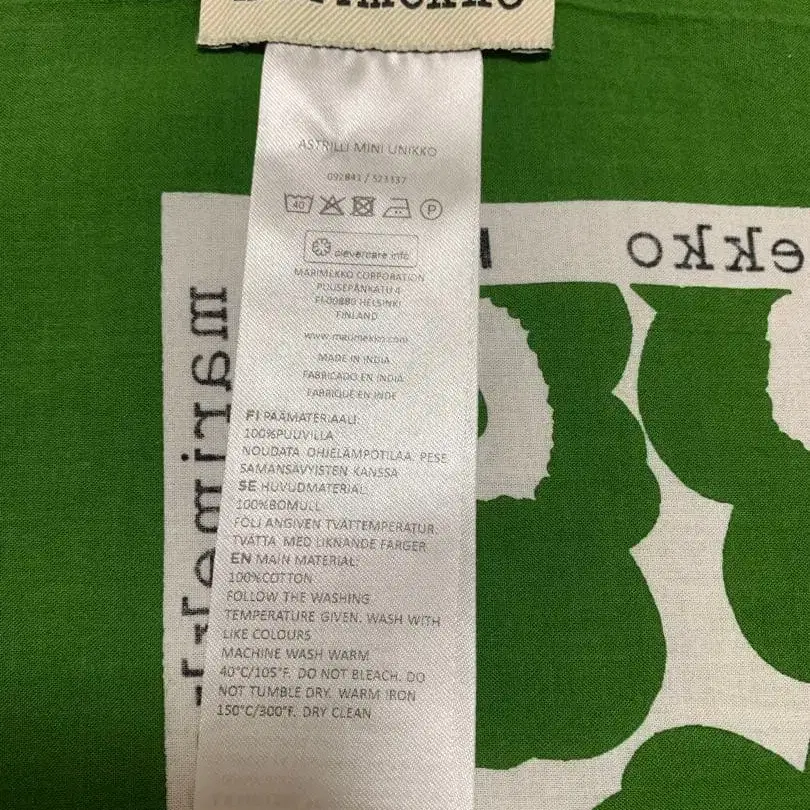 ASTRILLI MINI UNIKKO
092841 / 523137
40 P
clevercare.info
MARIMEKKO CORPORATION
PUUSEPÄNKATU 4
FI-00880 HELSINKI
FINLAND
www.marimekko.com
MADE IN INDIA
FABRICADO EN INDIA
FABRIQUÉ EN INDE
FI PÄÄMATERIAALI:
100%PUUVILLA
NOUDATA OHJELÄMPÖTILAA. PESE
SAMANSÄVYISTEN KANSSA
SE HUVUDMATERIAL:
100%BOMULL
FÖLJ ANGIVEN TVÄTTEMPERATUR.
TVÄTTA MED LIKNANDE FÄRGER
EN MAIN MATERIAL:
100%COTTON
FOLLOW THE WASHING
TEMPERATURE GIVEN. WASH WITH
LIKE COLOURS
MACHINE WASH WARM
40°C/105°F. DO NOT BLEACH. DO
NOT TUMBLE DRY. WARM IRON
150°C/300°F. DRY CLEAN
ekko
marimekk